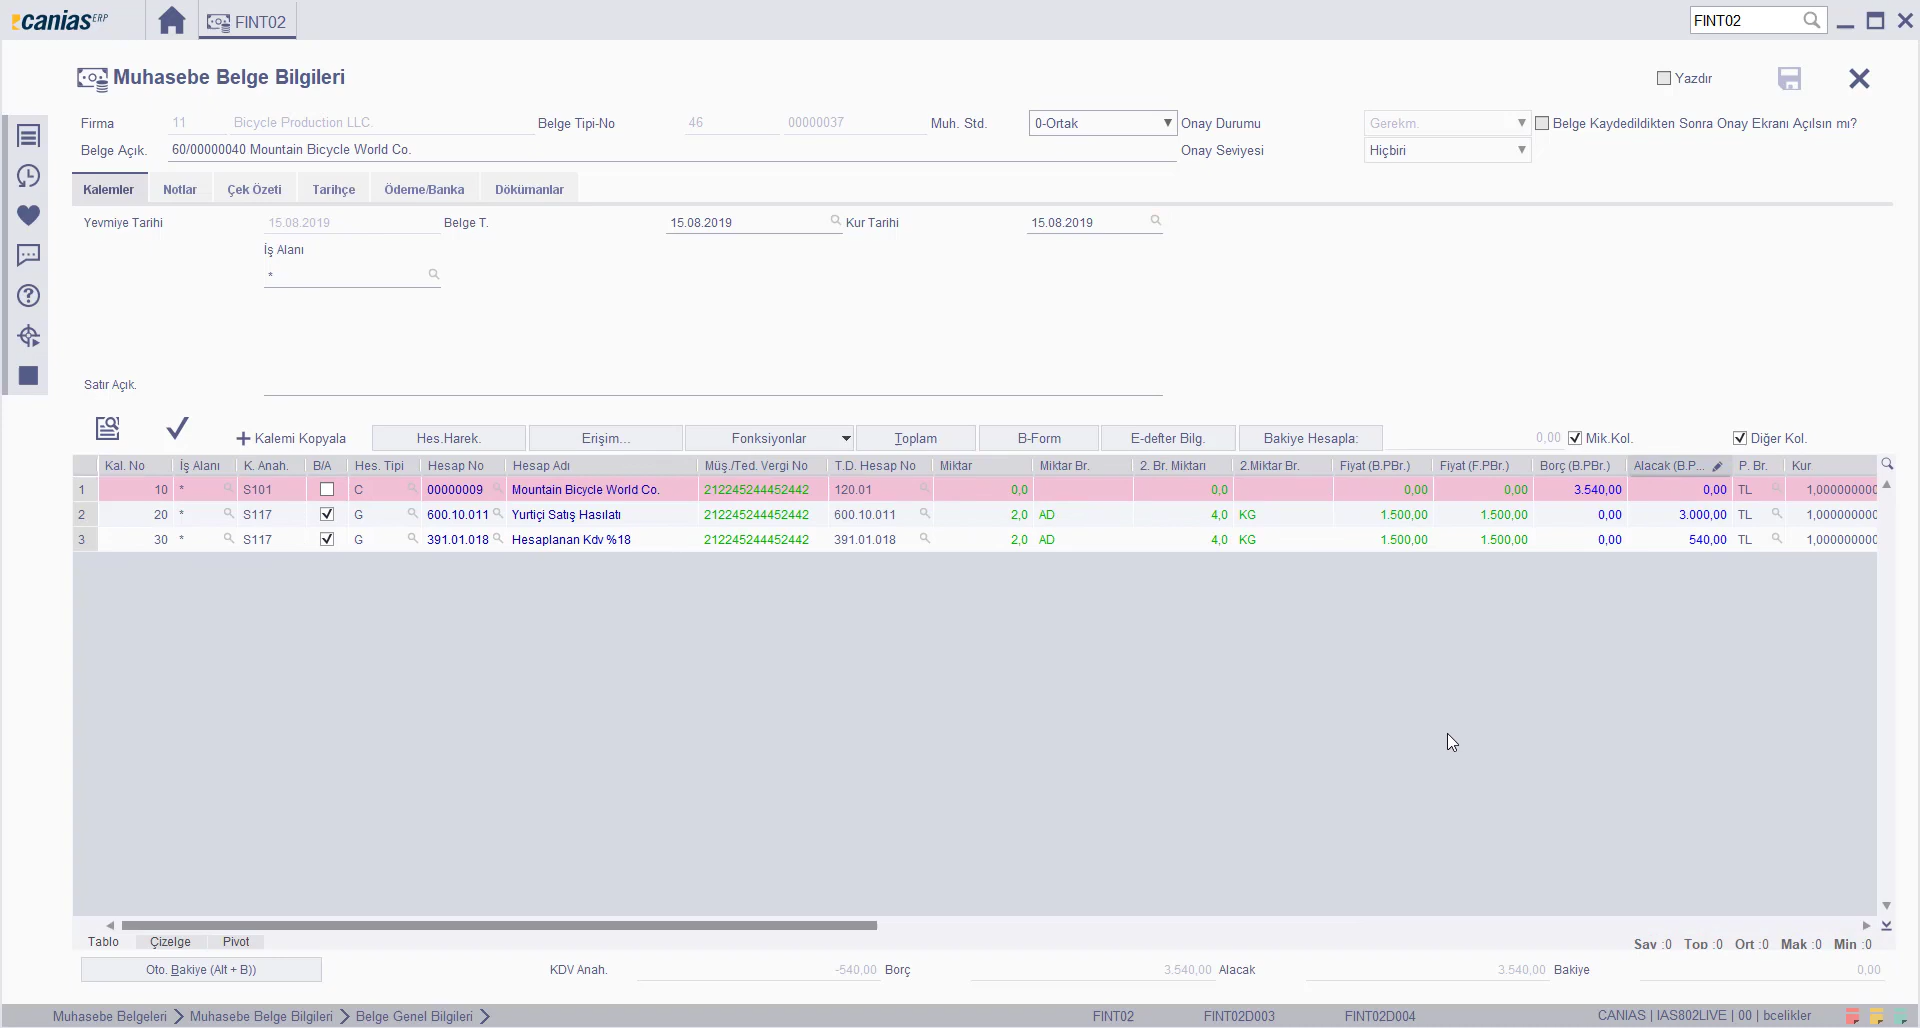 canias ERP
FINT02
FINT02
Muhasebe Belge Bilgileri
Yazdır
Firma 11 Bicycle Production LLC. Belge Tipi-No 46 00000037 Muh. Std. 0-Ortak Onay Durumu Gerekm. Belge Kaydedildikten Sonra Onay Ekranı Açılsın mı?
Belge Açık. 60/00000040 Mountain Bicycle World Co. Onay Seviyesi Hiçbiri
Kalemler Notlar Çek Özeti Tarihçe Ödeme/Banka Dökümanlar
Yevmiye Tarihi 15.08.2019 Belge T. 15.08.2019 Kur Tarihi 15.08.2019
İş Alanı
*
Satır Açık.
Kalemi Kopyala Hes.Harek. Erişim... Fonksiyonlar Toplam B-Form E-defter Bilg. Bakiye Hesapla: 0,00 Mik.Kol. Diğer Kol.
Kal. No İş Alanı K. Anah. B/A Hes. Tipi Hesap No Hesap Adı Müş./Ted. Vergi No T.D. Hesap No Miktar Miktar Br. 2. Br. Miktarı 2.Miktar Br. Fiyat (B.PBr.) Fiyat (F.PBr.) Borç (B.PBr.) Alacak (B.P... P. Br. Kur
1 10 * S101 C 00000009 Mountain Bicycle World Co. 212245244452442 120.01 0,0 0,0 0,00 0,00 3.540,00 0,00 TL 1,000000000
2 20 * S117 G 600.10.011 Yurtiçi Satış Hasılatı 212245244452442 600.10.011 2,0 AD 4,0 KG 1.500,00 1.500,00 0,00 3.000,00 TL 1,000000000
3 30 * S117 G 391.01.018 Hesaplanan Kdv %18 212245244452442 391.01.018 2,0 AD 4,0 KG 1.500,00 1.500,00 0,00 540,00 TL 1,000000000
Tablo Çizelge Pivot Say :0 Top :0 Ort :0 Mak :0 Min :0
Oto. Bakiye (Alt + B)) KDV Anah. -540,00 Borç 3.540,00 Alacak 3.540,00 Bakiye 0,00
Muhasebe Belgeleri Muhasebe Belge Bilgileri Belge Genel Bilgileri FINT02 FINT02D003 FINT02D004 CANIAS | IAS802LIVE | 00 | bcelikler